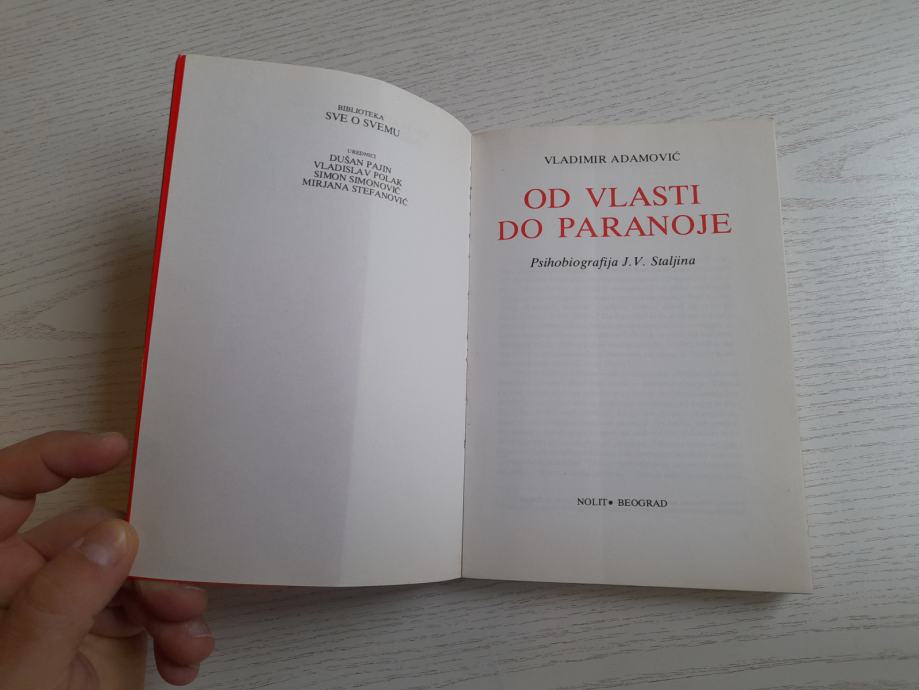 BIBLIOTEKA
SVE O SVEMU
UREDNICI
DUŠAN PAJIN
VLADISLAV POLAK
SIMON SIMONOVIĆ
MIRJANA STEFANOVIĆ
VLADIMIR ADAMOVIĆ
OD VLASTI
DO PARANOJE
Psihobiografija J. V. Staljina
NOLIT • BEOGRAD